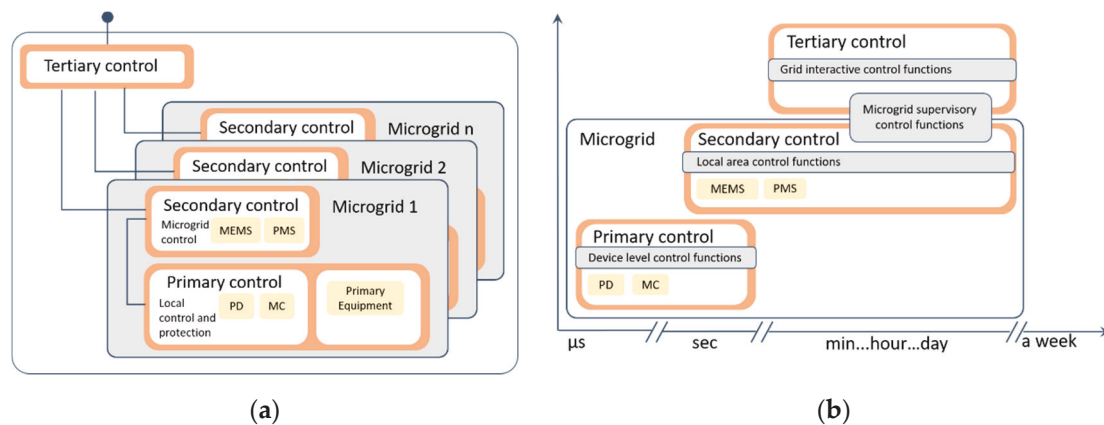 Tertiary control
Secondary control
Microgrid n
Secondary control
Microgrid 2
Secondary control
Microgrid 1
Microgrid
control
MEMS
PMS
Primary control
Local
control and
protection
PD
MC
Primary
Equipment
(a)
Tertiary control
Grid interactive control functions
Microgrid supervisory
control functions
Microgrid
Secondary control
Local area control functions
MEMS
PMS
Primary control
Device level control functions
PD
MC
µs
sec
min...hour...day
a week
(b)